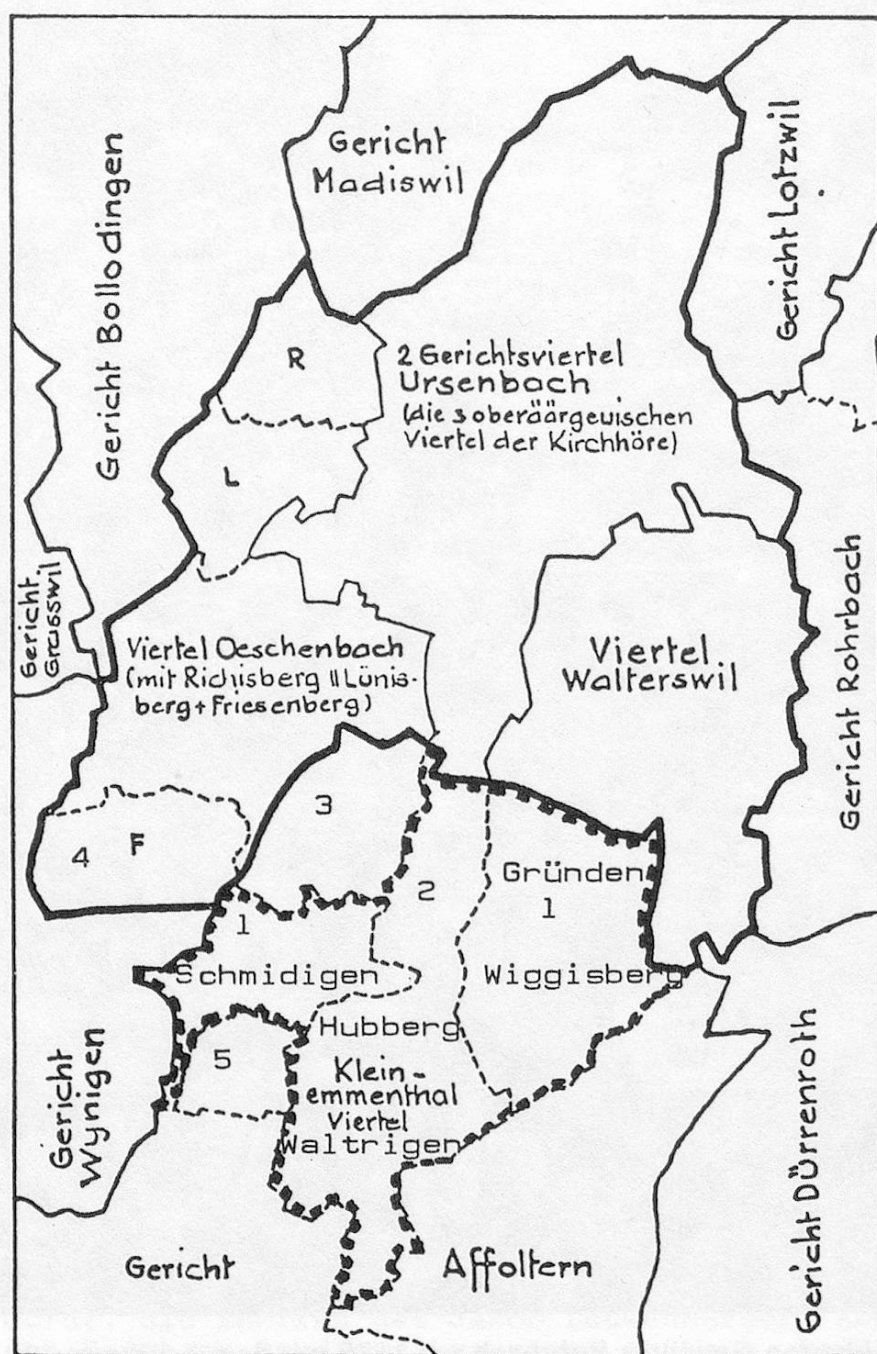 Gericht
Madiswil
Gericht Lotzwil
Gericht Bollodingen
R
2 Gerichtsviertel
Ursenbach
(die 3 oberäärgeuischen
Viertel der Kirchhöre)
L
Gericht
Grasswil
Viertel Oeschenbach
(mit Richisberg II Lünis-
berg + Friesenberg)
Viertel
Walterswil
Gericht Rohrbach
3
4 F
2
Gründen
1
1
Schmidigen
Wiggisberg
Hubberg
5
Klein-
emmenthal
Viertel
Waltrigen
Gericht
Wynigen
Gericht Affoltern
Gericht Dürrenroth